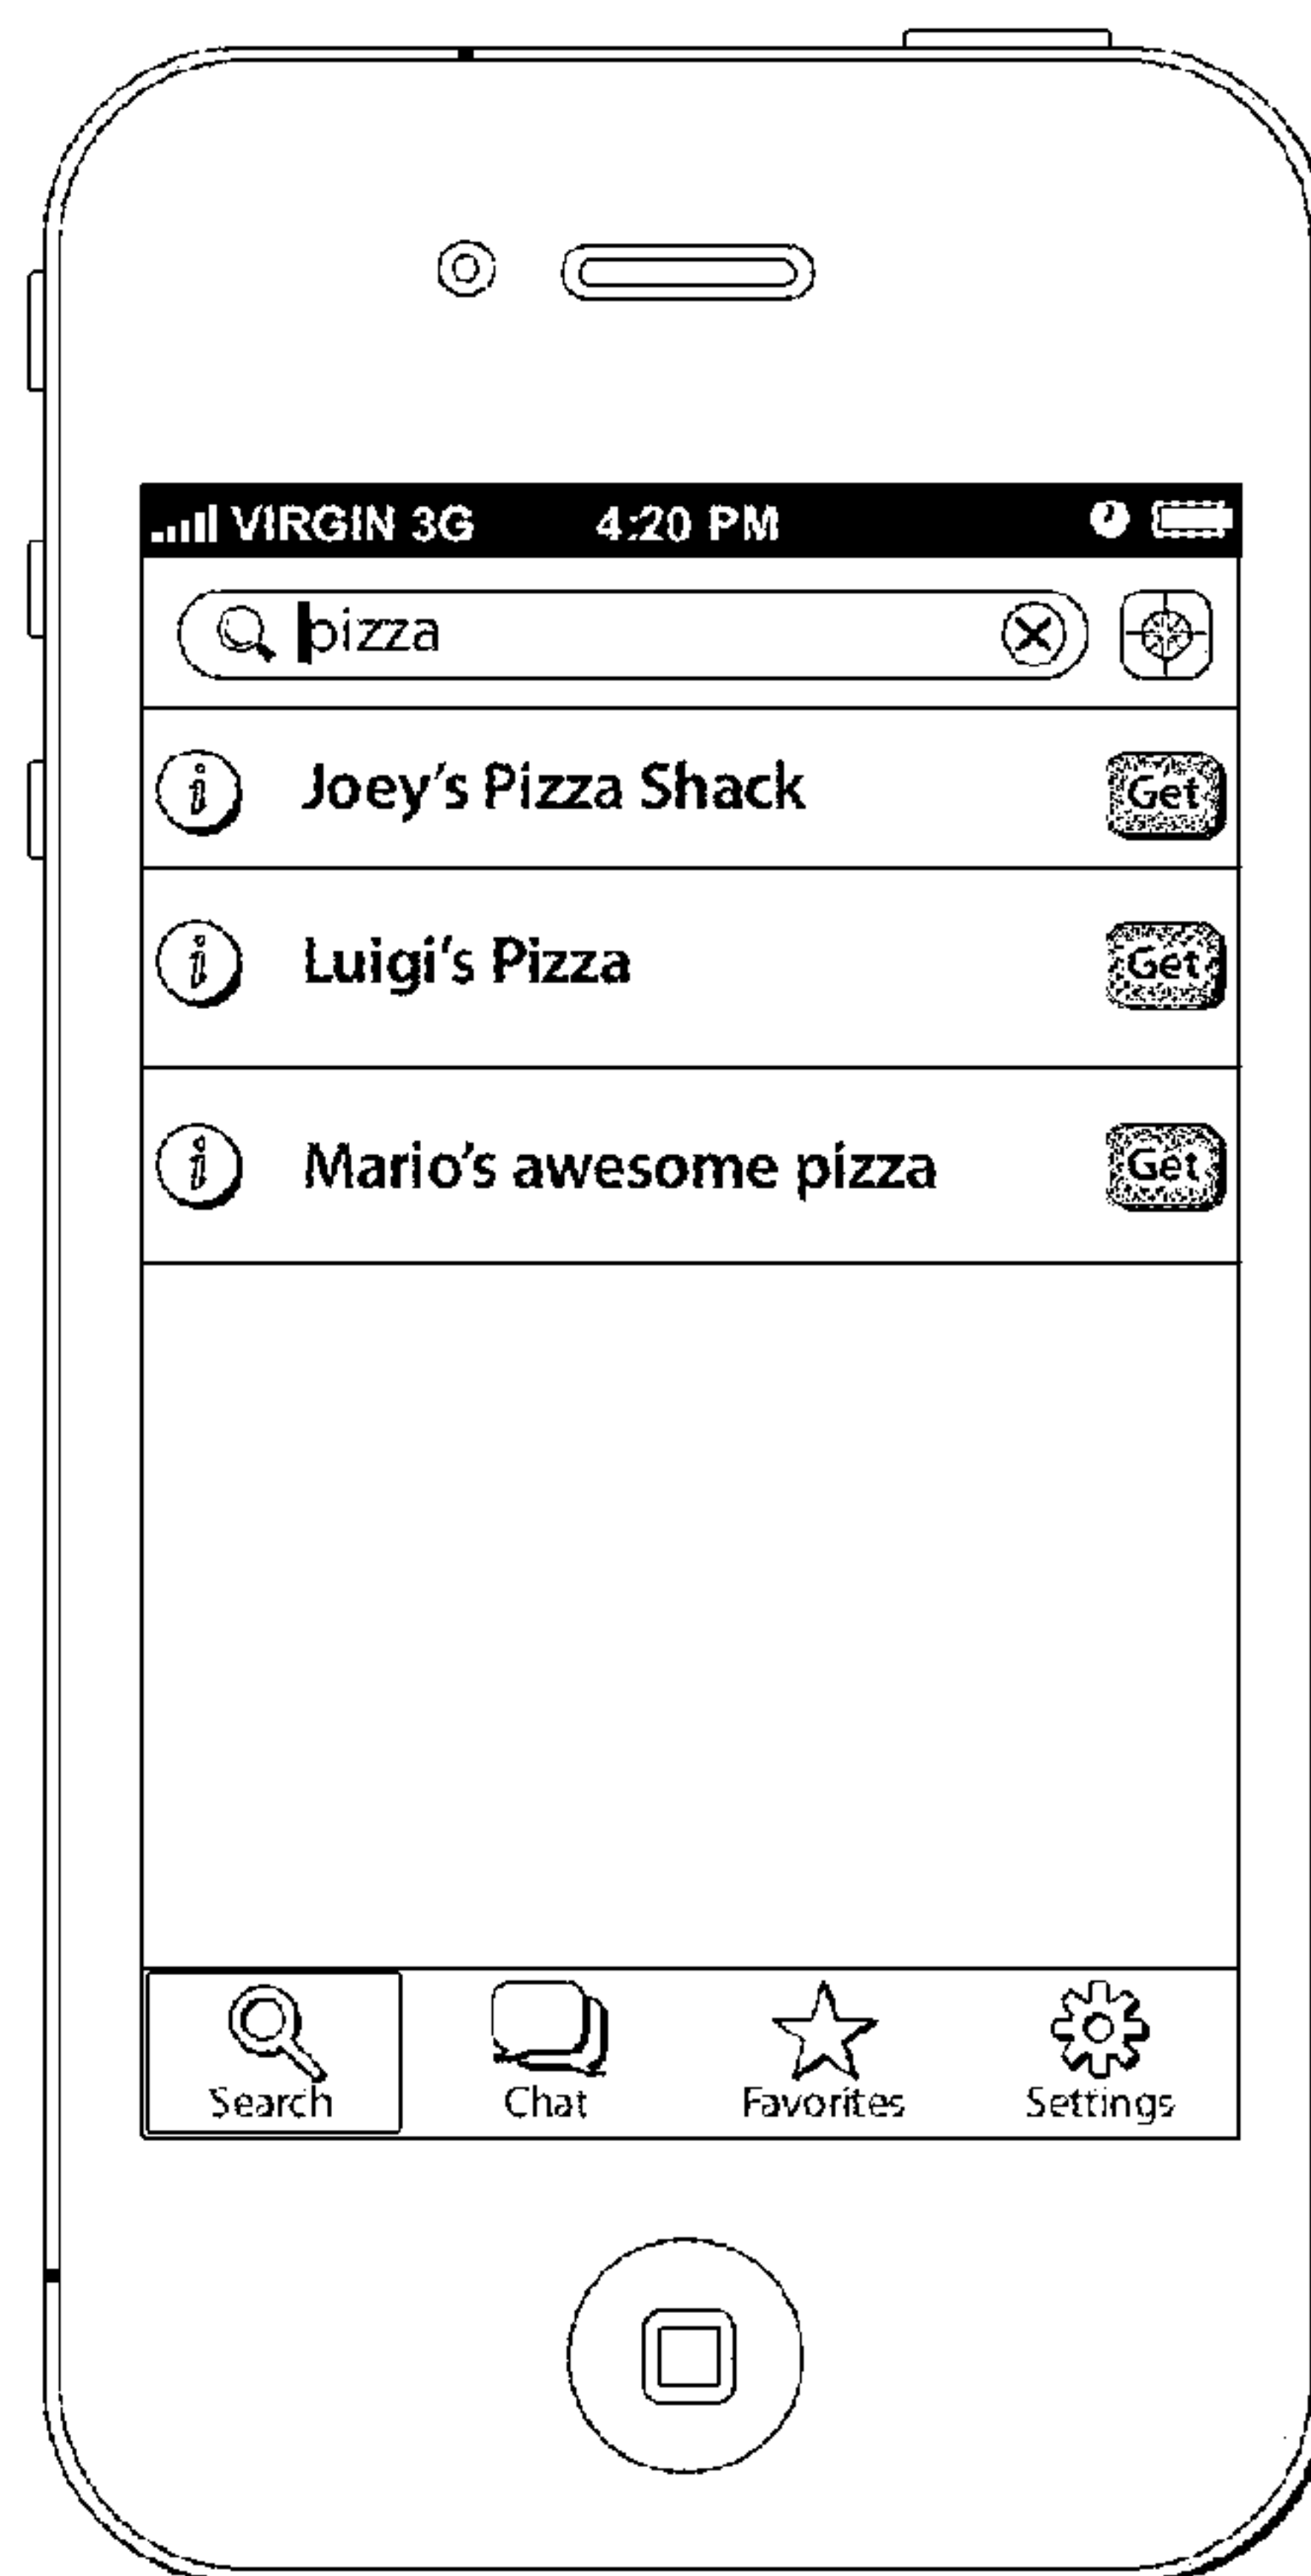 VIRGIN 3G 4:20 PM
pizza
i Joey's Pizza Shack Get
i Luigi's Pizza Get
i Mario's awesome pizza Get
Search Chat Favorites Settings